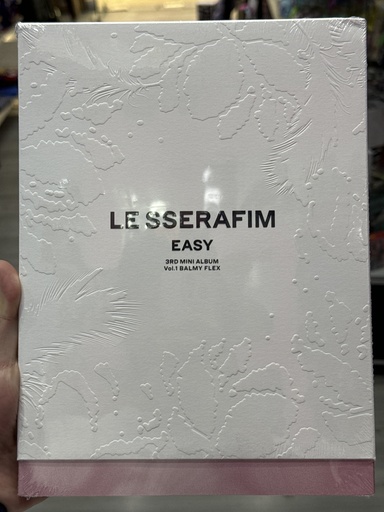 LE SSERAFIM
EASY
3RD MINI ALBUM
Vol.1 BALMY FLEX